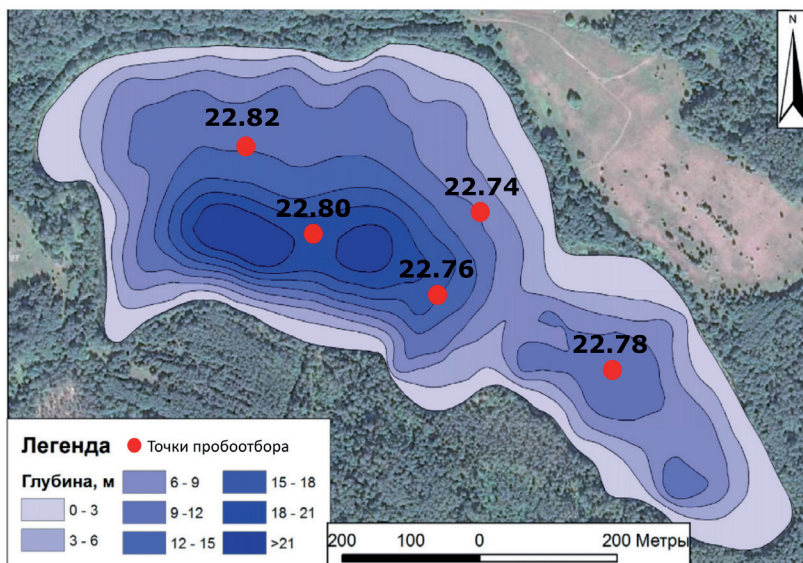 N
22.82
22.74
22.80
22.76
22.78
Легенда
Точки пробоотбора
Глубина, м
0 - 3
3 - 6
6 - 9
9 -12
12 - 15
15 - 18
18 - 21
>21
200 100 0 200 Метры